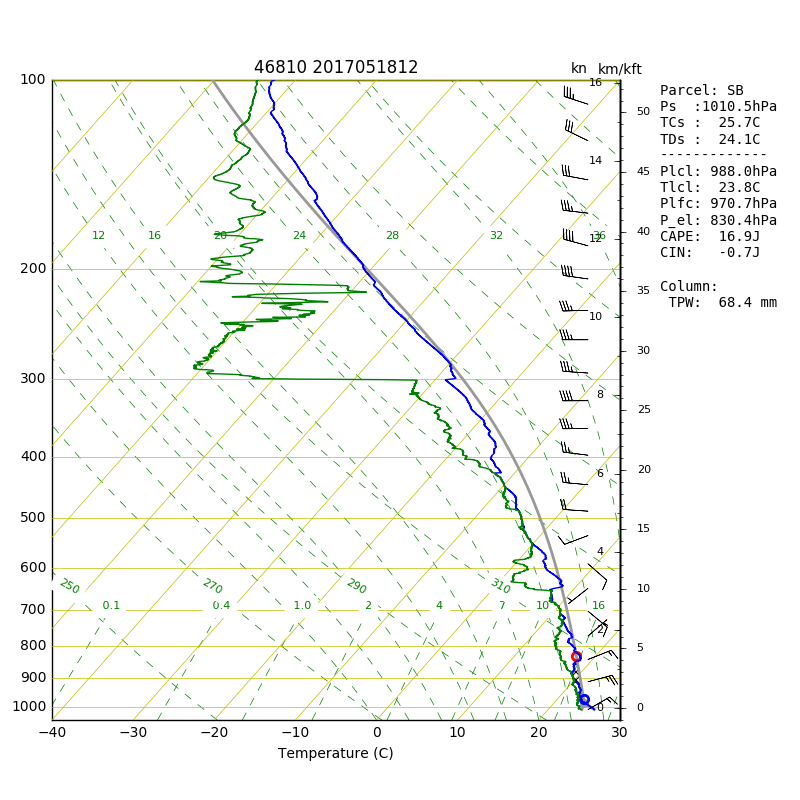 46810 2017051812
kn km/kft
Parcel: SB
Ps  :1010.5hPa
TCs :  25.7C
TDs :  24.1C
-------------
Plcl: 988.0hPa
Tlcl:  23.8C
Plfc: 970.7hPa
P_el: 830.4hPa
CAPE:  16.9J
CIN:   -0.7J
Column:
TPW:  68.4 mm
100
200
300
400
500
600
700
800
900
1000
12 16 20 24 28 32 36
250 270 290 310
0.1 0.4 1.0 2 4 7 10 16
16
14
12
10
8
6
4
2
0
50
45
40
35
30
25
20
15
10
5
0
−40 −30 −20 −10 0 10 20 30
Temperature (C)